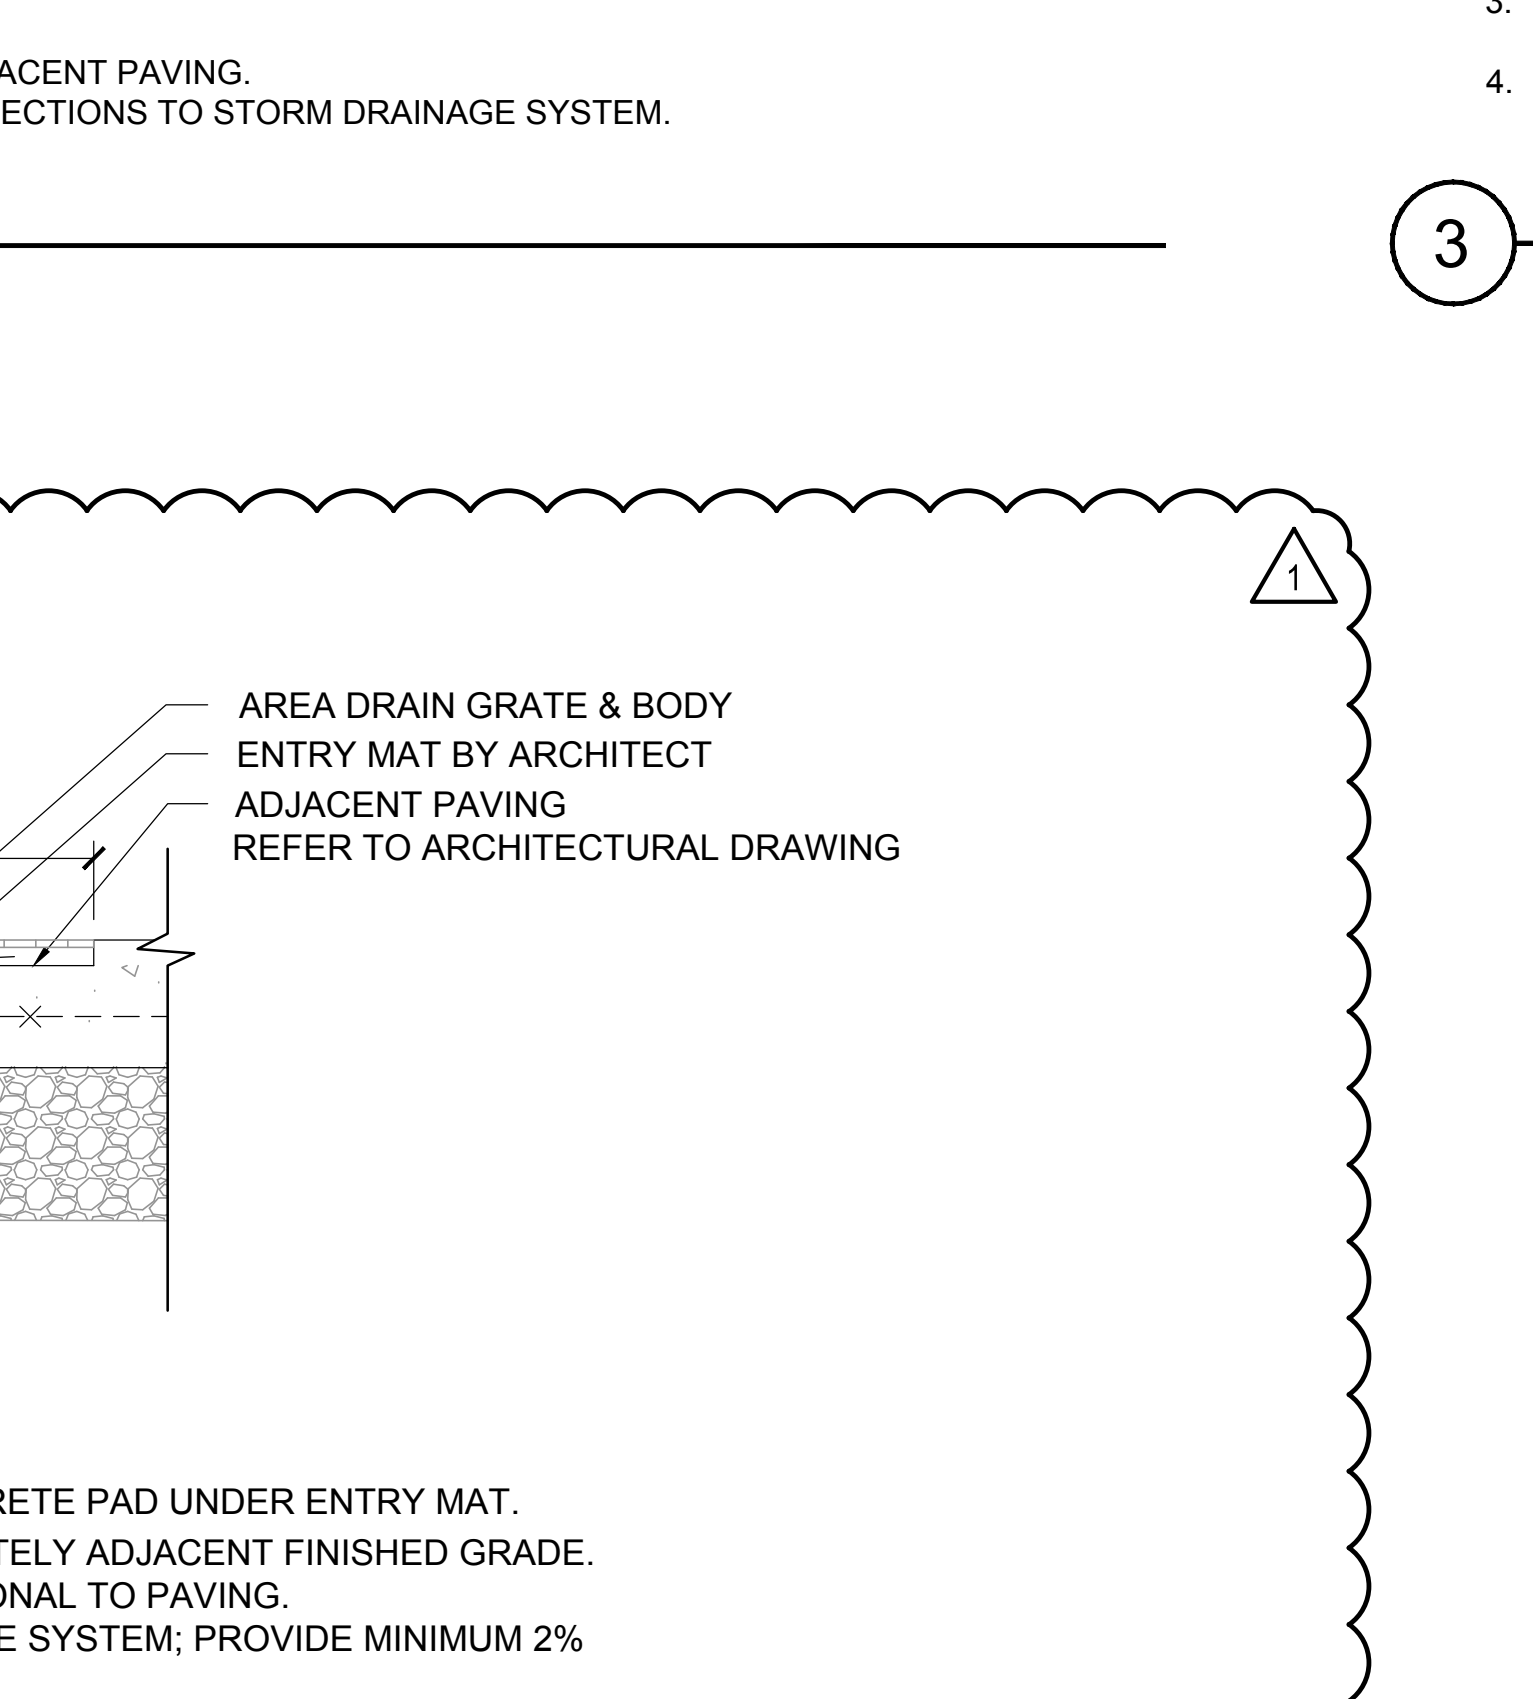 3.
ACENT PAVING.
ECTIONS TO STORM DRAINAGE SYSTEM.
4.
3
1
AREA DRAIN GRATE & BODY
ENTRY MAT BY ARCHITECT
ADJACENT PAVING
REFER TO ARCHITECTURAL DRAWING
RETE PAD UNDER ENTRY MAT.
TELY ADJACENT FINISHED GRADE.
ONAL TO PAVING.
E SYSTEM; PROVIDE MINIMUM 2%